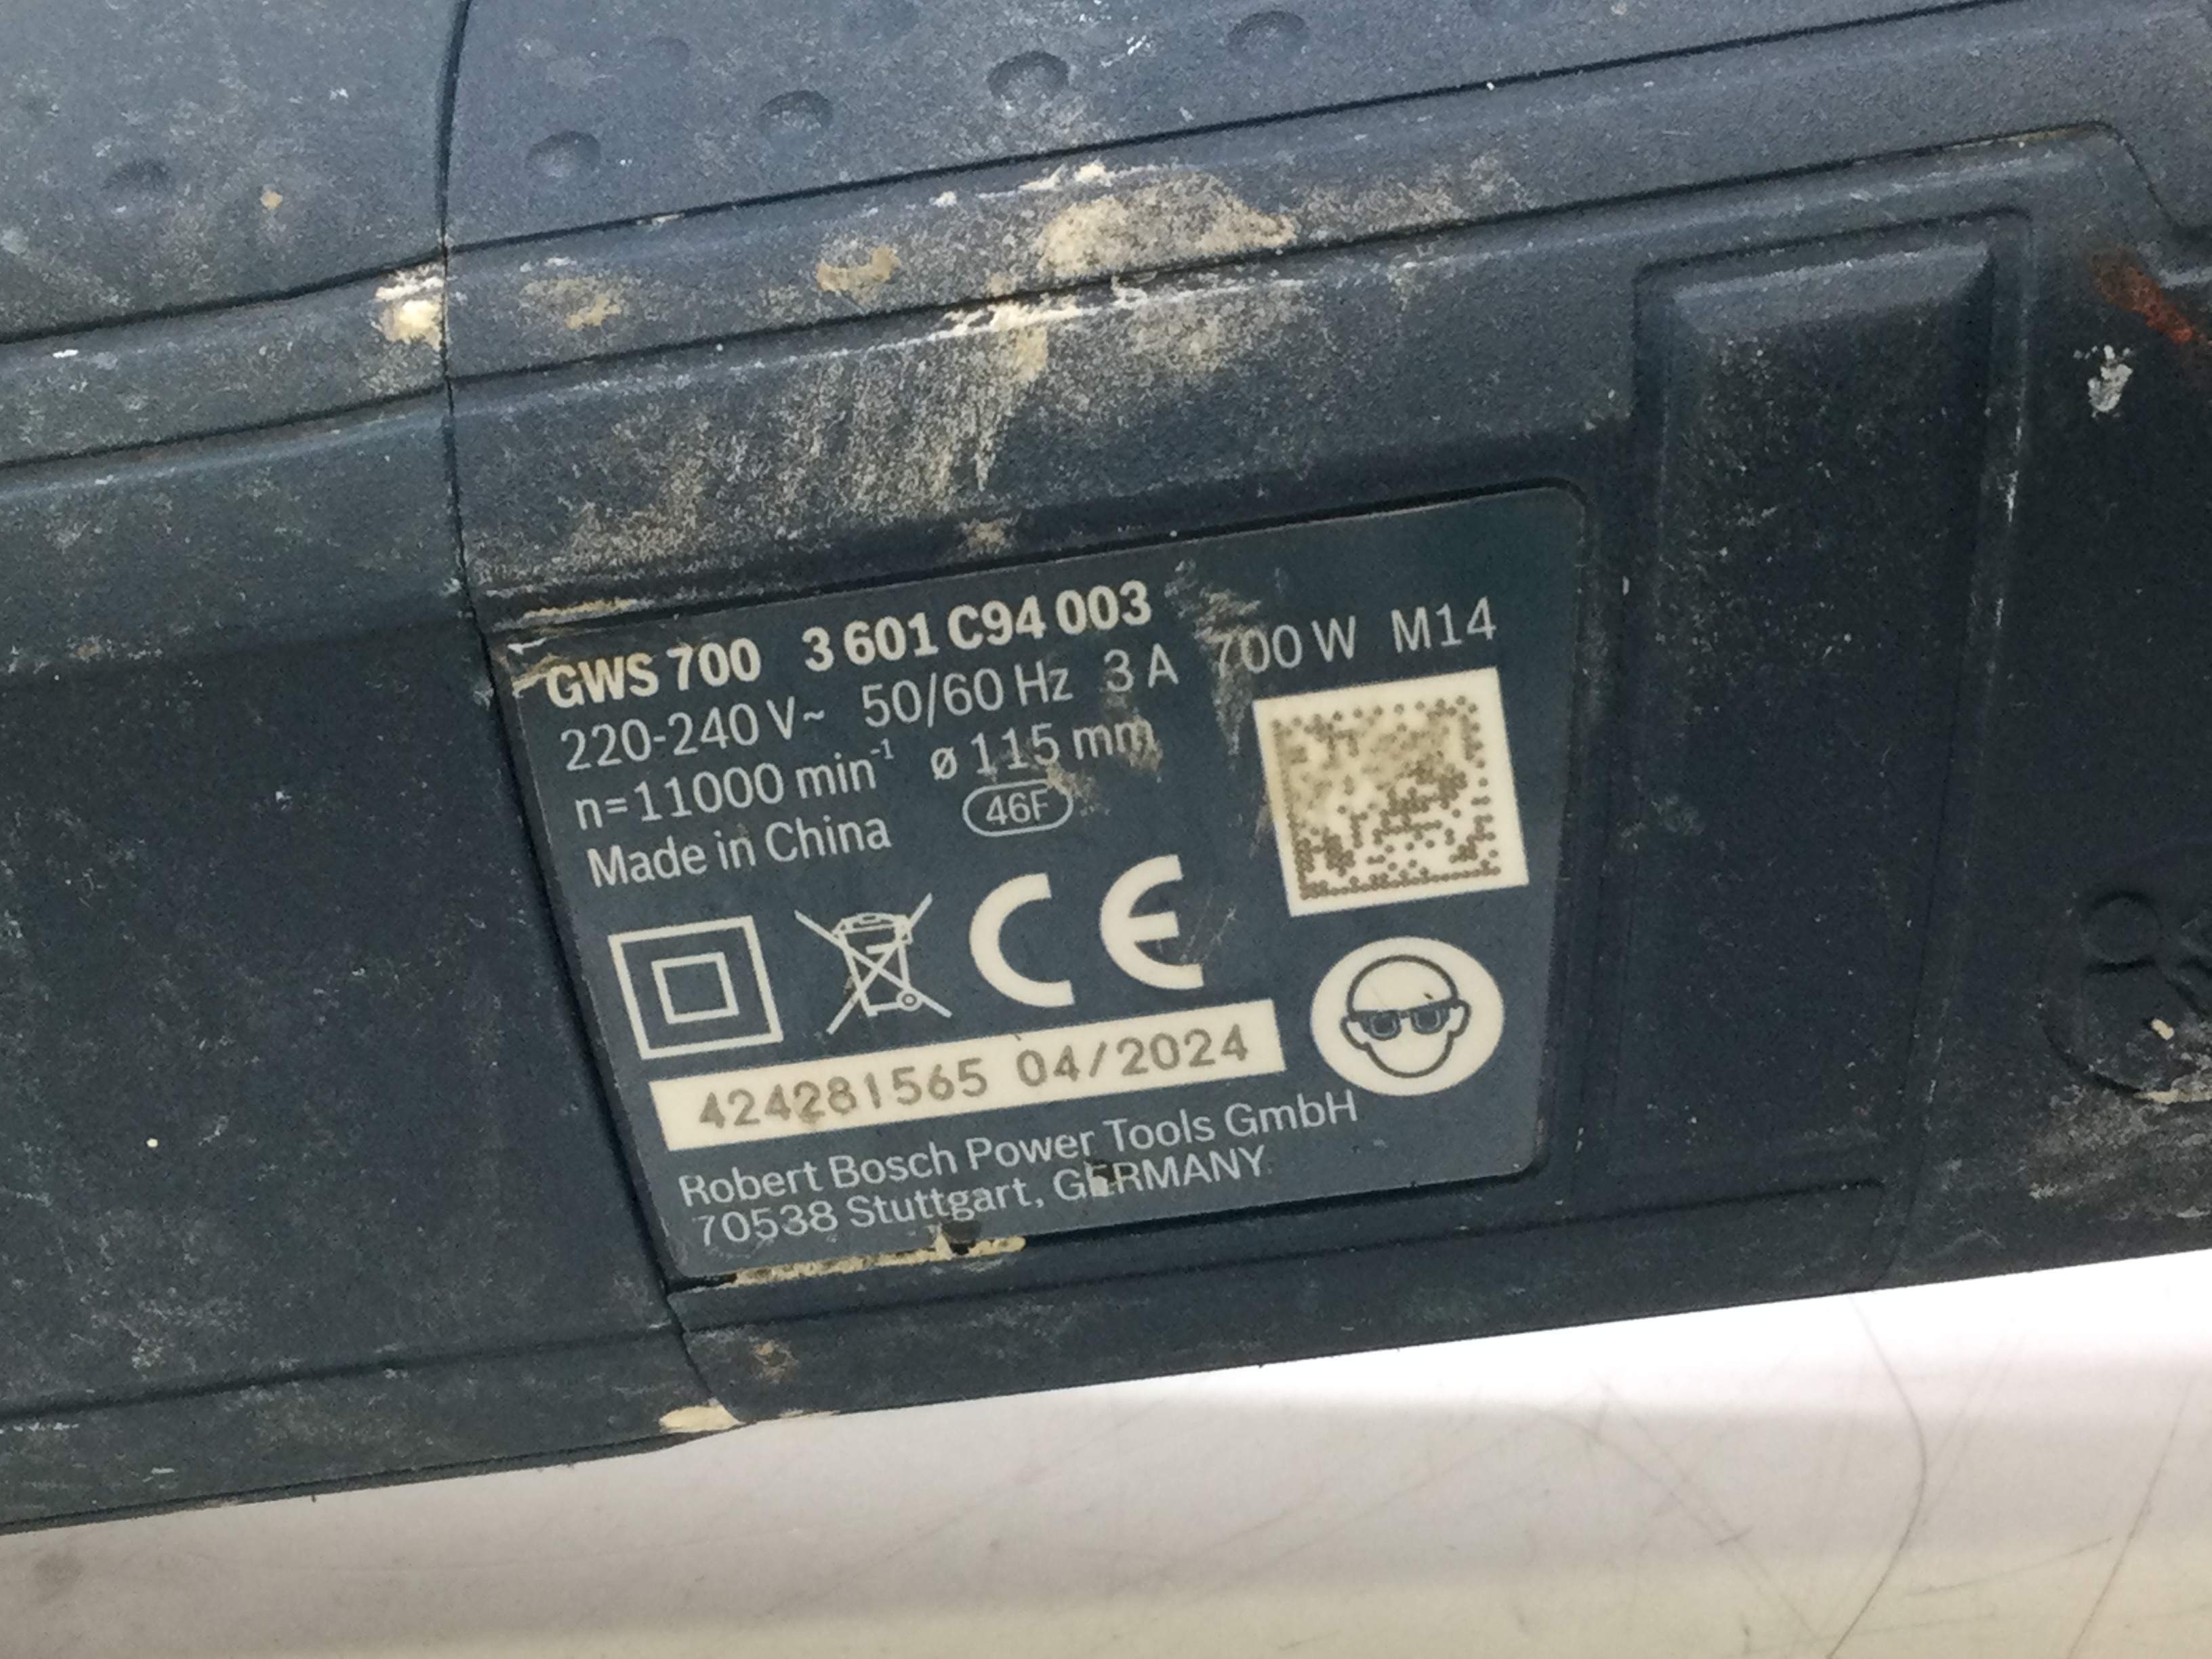 GWS 700 3 601 C94 003
220-240 V~ 50/60 Hz 3 A 700 W M14
n=11000 min⁻¹ ø 115 mm
Made in China 46F
CE
424281565 04/2024
Robert Bosch Power Tools GmbH
70538 Stuttgart, GERMANY